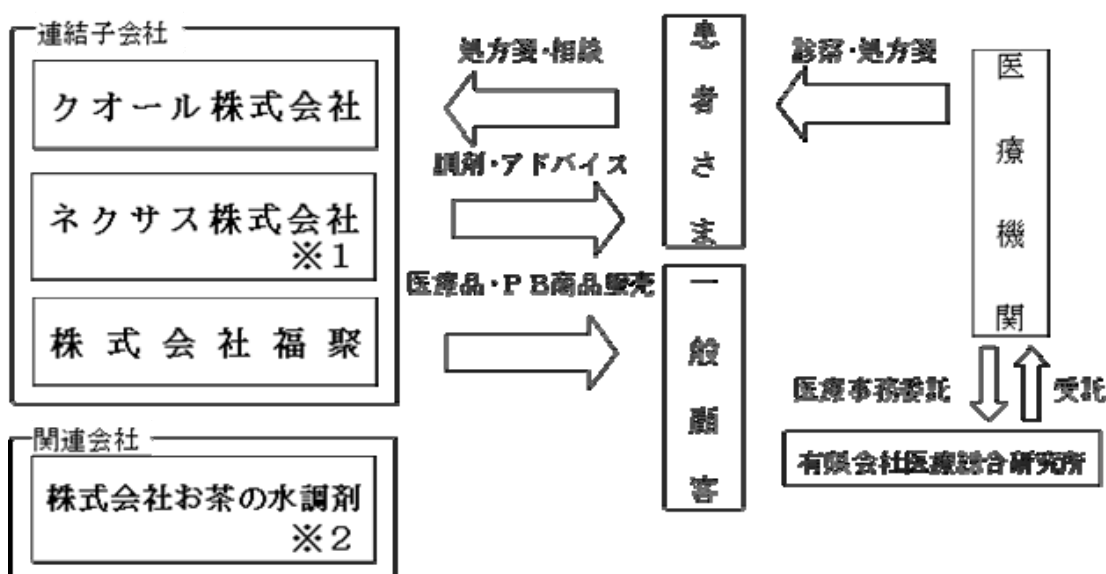 連結子会社
クオール株式会社
ネクサス株式会社
※1
株式会社福聚
関連会社
株式会社お茶の水調剤
※2
処方箋・相談
調剤・アドバイス
医療品・PB商品販売
患者さま
一般顧客
診察・処方箋
医療機関
医療事務委託
受託
有限会社医療総合研究所